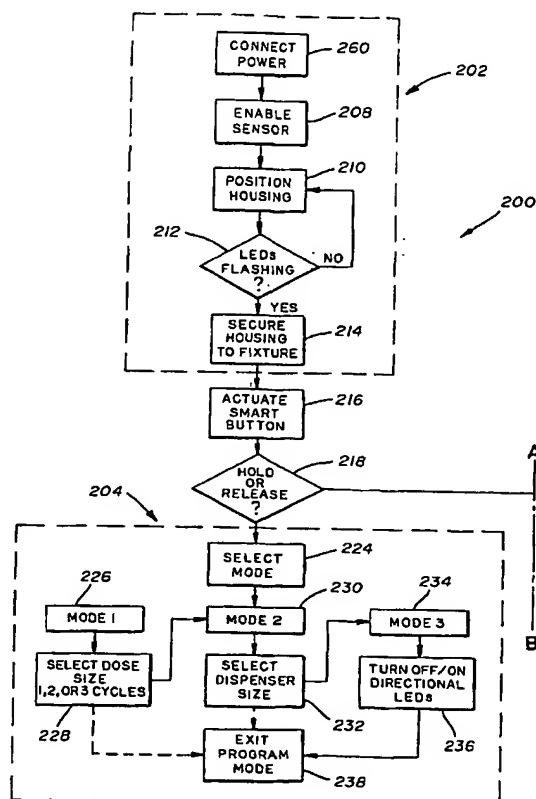 CONNECT
POWER
260
202
ENABLE
SENSOR
208
POSITION
HOUSING
210
200
212
LEDs
FLASHING
?
NO
YES
SECURE
HOUSING
TO FIXTURE
214
ACTUATE
SMART
BUTTON
216
HOLD
OR
RELEASE
?
218
A
204
SELECT
MODE
224
226
MODE 1
230
MODE 2
234
MODE 3
B
SELECT DOSE
SIZE
1,2, OR 3 CYCLES
228
SELECT
DISPENSER
SIZE
232
TURN OFF/ON
DIRECTIONAL
LEDs
236
EXIT
PROGRAM
MODE
238